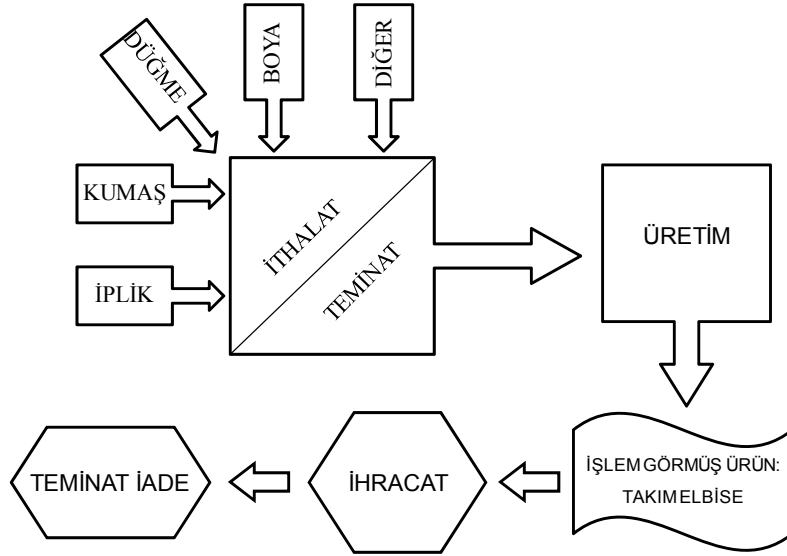 DÜĞME
BOYA
DİĞER
KUMAŞ
İPLİK
İTHALAT
TEMİNAT
ÜRETİM
İŞLEM GÖRMÜŞ ÜRÜN:
TAKIM ELBİSE
İHRACAT
TEMİNAT İADE